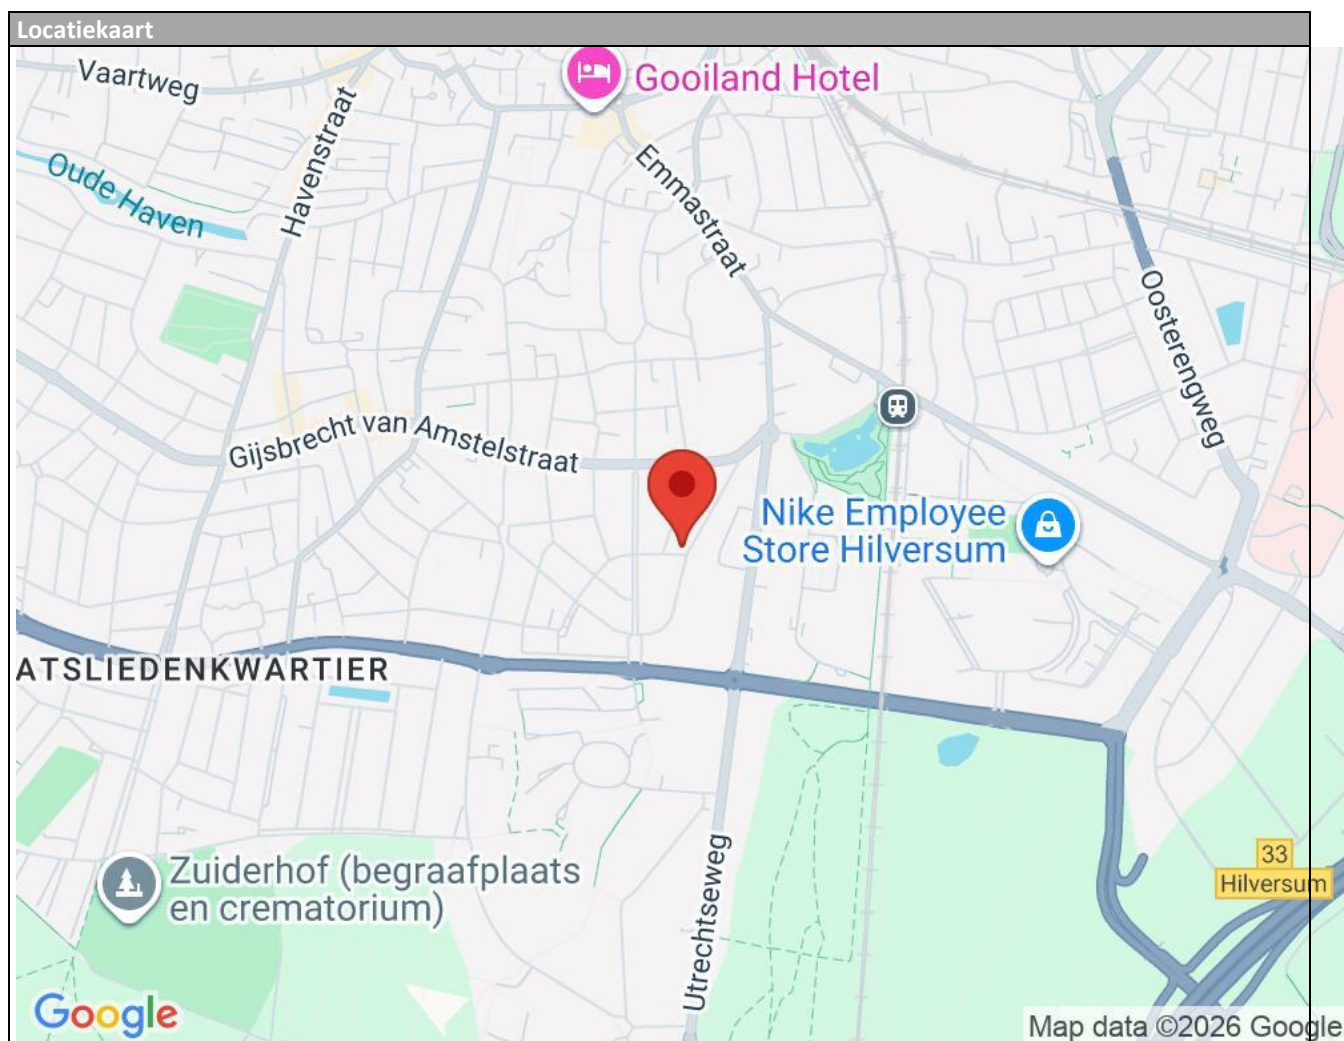 Locatiekaart
Vaartweg
Gooiland Hotel
Havenstraat
Oude Haven
Emmastraat
Oosterengweg
Gijsbrecht van Amstelstraat
Nike Employee
Store Hilversum
ATSLIEDENKWARTIER
Zuiderhof (begraafplaats
en crematorium)
Utrechtseweg
33
Hilversum
Google
Map data ©2026 Google